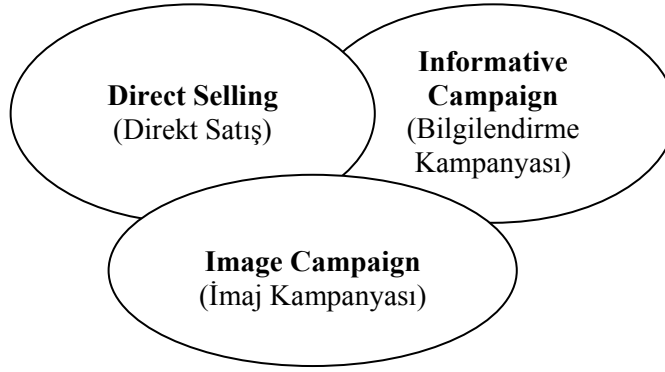 Direct Selling
(Direkt Satış)
Informative
Campaign
(Bilgilendirme
Kampanyası)
Image Campaign
(İmaj Kampanyası)